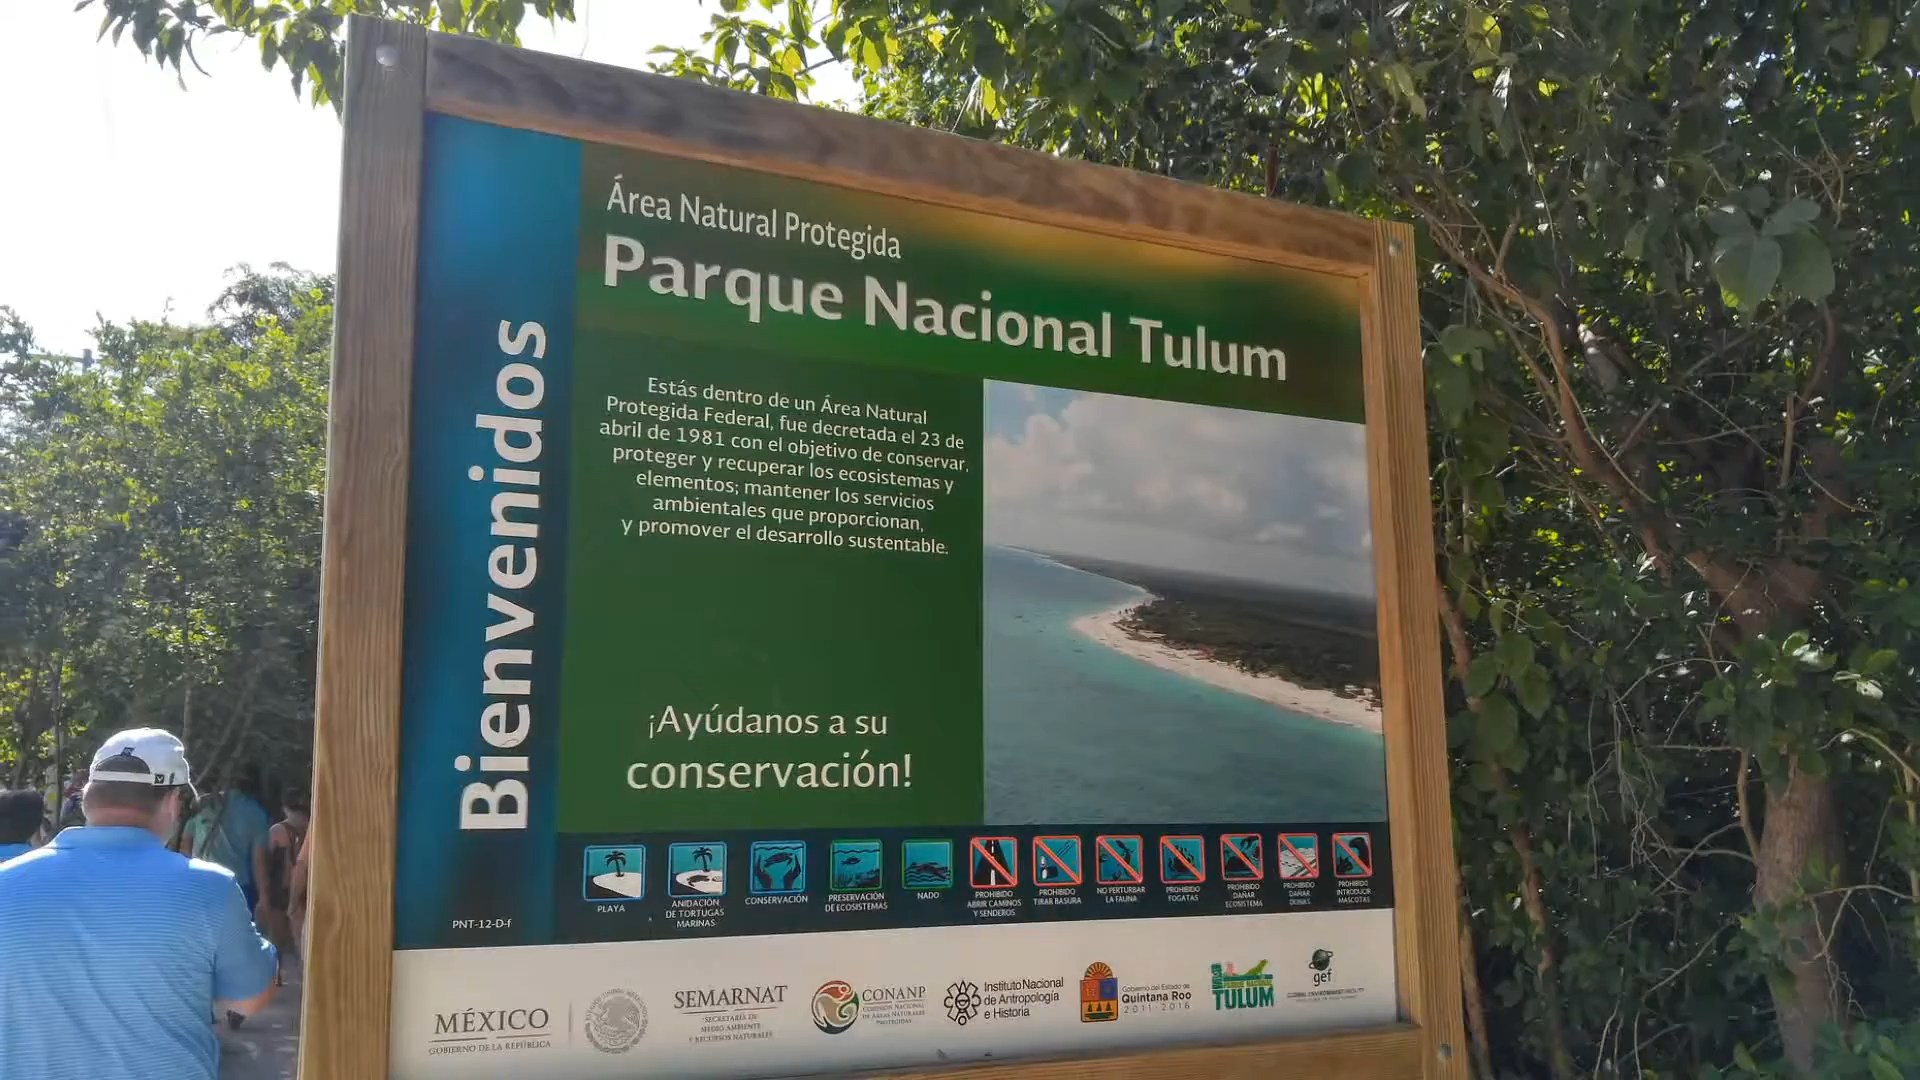 Bienvenidos
Área Natural Protegida
Parque Nacional Tulum
Estás dentro de un Área Natural
Protegida Federal, fue decretada el 23 de
abril de 1981 con el objetivo de conservar,
proteger y recuperar los ecosistemas y
elementos; mantener los servicios
ambientales que proporcionan,
y promover el desarrollo sustentable.
¡Ayúdanos a su
conservación!
PLAYA
ANIDACIÓN
DE TORTUGAS
MARINAS
CONSERVACIÓN
PRESERVACIÓN
DE ECOSISTEMAS
NADO
PROHIBIDO
ABRIR CAMINOS
Y SENDEROS
PROHIBIDO
TIRAR BASURA
NO PERTURBAR
LA FAUNA
PROHIBIDO
FOGATAS
PROHIBIDO
DAÑAR
ECOSISTEMA
PROHIBIDO
DAÑAR
DUNAS
PROHIBIDO
INTRODUCIR
MASCOTAS
PNT-12-D-f
MÉXICO
GOBIERNO DE LA REPÚBLICA
SEMARNAT
SECRETARÍA DE
MEDIO AMBIENTE
Y RECURSOS NATURALES
CONANP
COMISIÓN NACIONAL
DE ÁREAS NATURALES
PROTEGIDAS
Instituto Nacional
de Antropología
e Historia
Gobierno del Estado de
Quintana Roo
2011-2016
PARQUE NACIONAL
TULUM
gef
GLOBAL ENVIRONMENT FACILITY